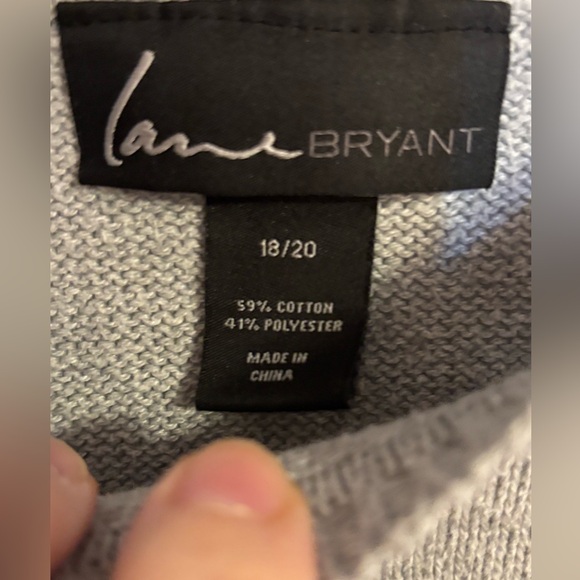 Lane BRYANT
18/20
59% COTTON
41% POLYESTER
MADE IN
CHINA